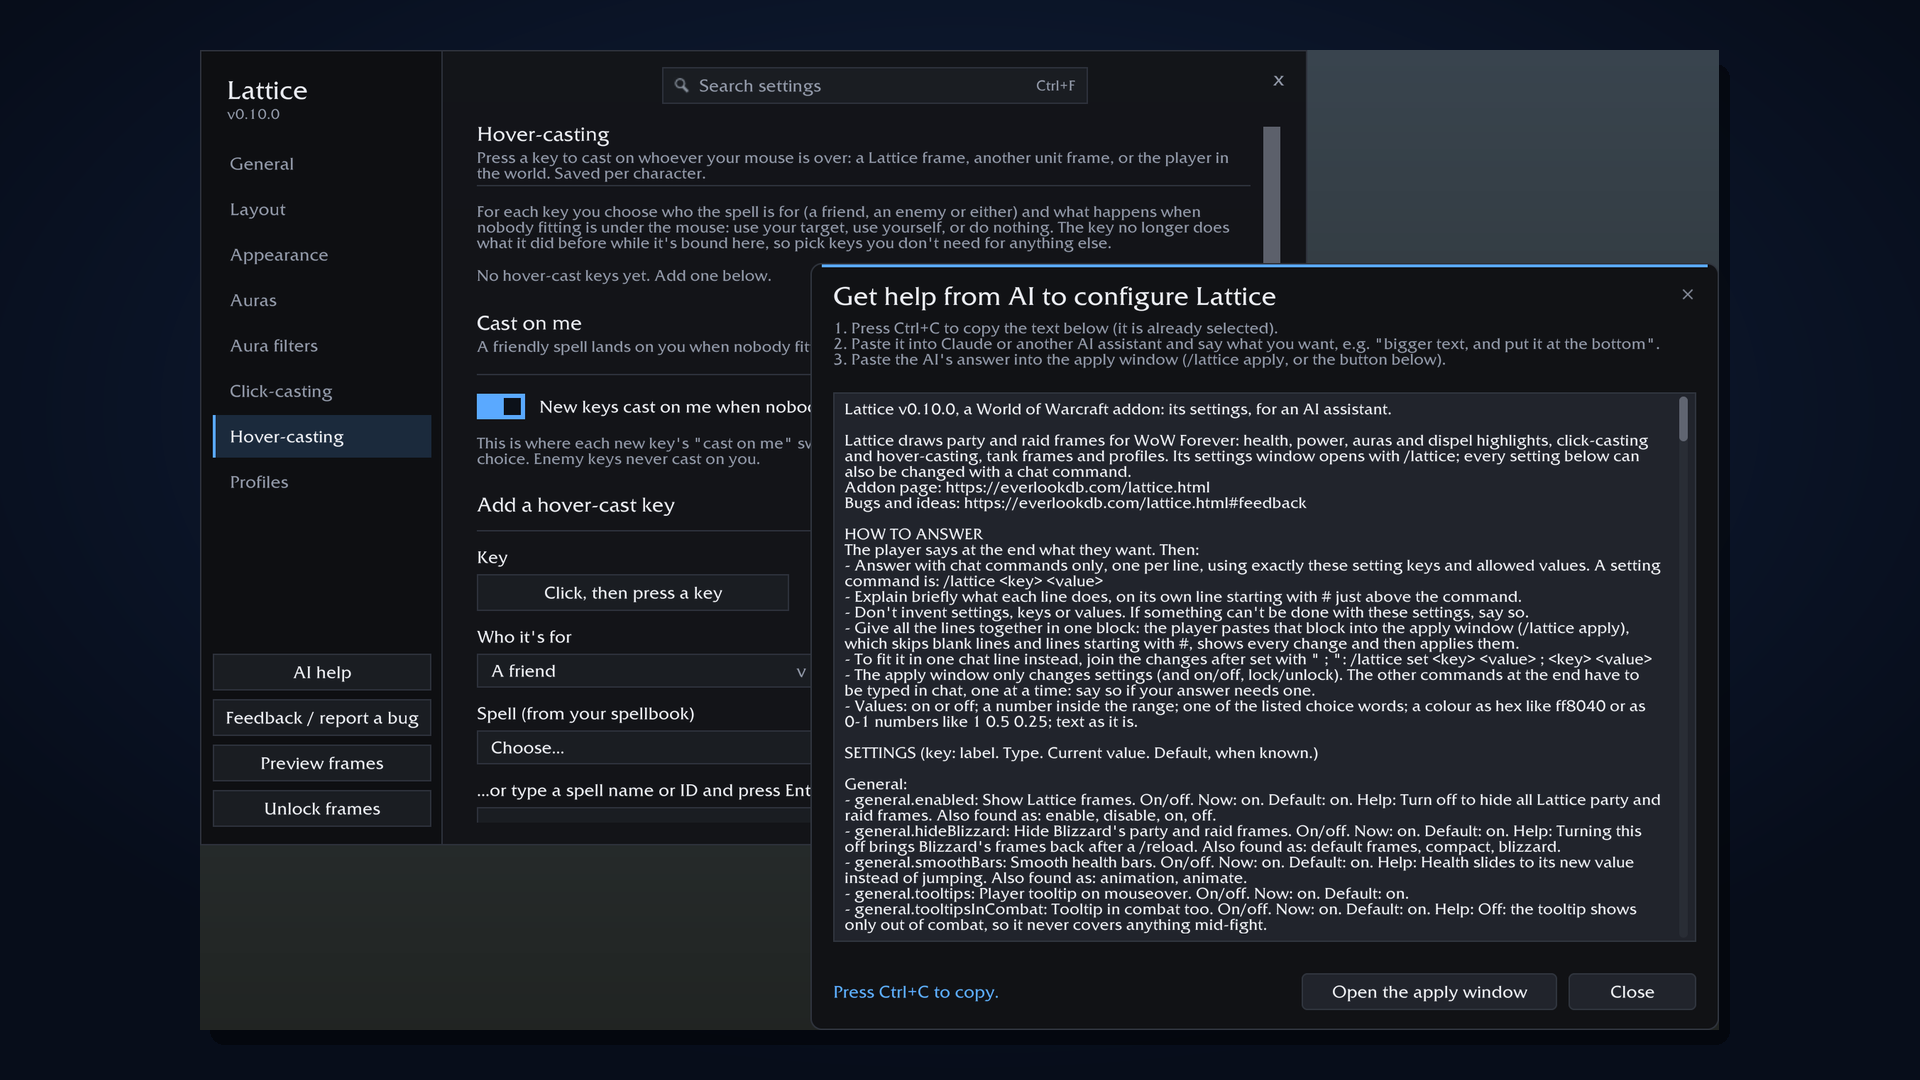 Lattice
v0.10.0
General
Layout
Appearance
Auras
Aura filters
Click-casting
Hover-casting
Profiles
AI help
Feedback / report a bug
Preview frames
Unlock frames
Search settings
Ctrl+F
x
Hover-casting
Press a key to cast on whoever your mouse is over: a Lattice frame, another unit frame, or the player in
the world. Saved per character.
For each key you choose who the spell is for (a friend, an enemy or either) and what happens when
nobody fitting is under the mouse: use your target, use yourself, or do nothing. The key no longer does
what it did before while it's bound here, so pick keys you don't need for anything else.
No hover-cast keys yet. Add one below.
Cast on me
A friendly spell lands on you when nobody fit
New keys cast on me when nobo
This is where each new key's "cast on me" sw
choice. Enemy keys never cast on you.
Add a hover-cast key
Key
Click, then press a key
Who it's for
A friend
v
Spell (from your spellbook)
Choose...
...or type a spell name or ID and press Ent
Get help from AI to configure Lattice
×
1. Press Ctrl+C to copy the text below (it is already selected).
2. Paste it into Claude or another AI assistant and say what you want, e.g. "bigger text, and put it at the bottom".
3. Paste the AI's answer into the apply window (/lattice apply, or the button below).
Lattice v0.10.0, a World of Warcraft addon: its settings, for an AI assistant.
Lattice draws party and raid frames for WoW Forever: health, power, auras and dispel highlights, click-casting
and hover-casting, tank frames and profiles. Its settings window opens with /lattice; every setting below can
also be changed with a chat command.
Addon page: https://everlookdb.com/lattice.html
Bugs and ideas: https://everlookdb.com/lattice.html#feedback
HOW TO ANSWER
The player says at the end what they want. Then:
- Answer with chat commands only, one per line, using exactly these setting keys and allowed values. A setting
command is: /lattice <key> <value>
- Explain briefly what each line does, on its own line starting with # just above the command.
- Don't invent settings, keys or values. If something can't be done with these settings, say so.
- Give all the lines together in one block: the player pastes that block into the apply window (/lattice apply),
which skips blank lines and lines starting with #, shows every change and then applies them.
- To fit it in one chat line instead, join the changes after set with " ; ": /lattice set <key> <value> ; <key> <value>
- The apply window only changes settings (and on/off, lock/unlock). The other commands at the end have to
be typed in chat, one at a time: say so if your answer needs one.
- Values: on or off; a number inside the range; one of the listed choice words; a colour as hex like ff8040 or as
0-1 numbers like 1 0.5 0.25; text as it is.
SETTINGS (key: label. Type. Current value. Default, when known.)
General:
- general.enabled: Show Lattice frames. On/off. Now: on. Default: on. Help: Turn off to hide all Lattice party and
raid frames. Also found as: enable, disable, on, off.
- general.hideBlizzard: Hide Blizzard's party and raid frames. On/off. Now: on. Default: on. Help: Turning this
off brings Blizzard's frames back after a /reload. Also found as: default frames, compact, blizzard.
- general.smoothBars: Smooth health bars. On/off. Now: on. Default: on. Help: Health slides to its new value
instead of jumping. Also found as: animation, animate.
- general.tooltips: Player tooltip on mouseover. On/off. Now: on. Default: on.
- general.tooltipsInCombat: Tooltip in combat too. On/off. Now: on. Default: on. Help: Off: the tooltip shows
only out of combat, so it never covers anything mid-fight.
Press Ctrl+C to copy.
Open the apply window
Close